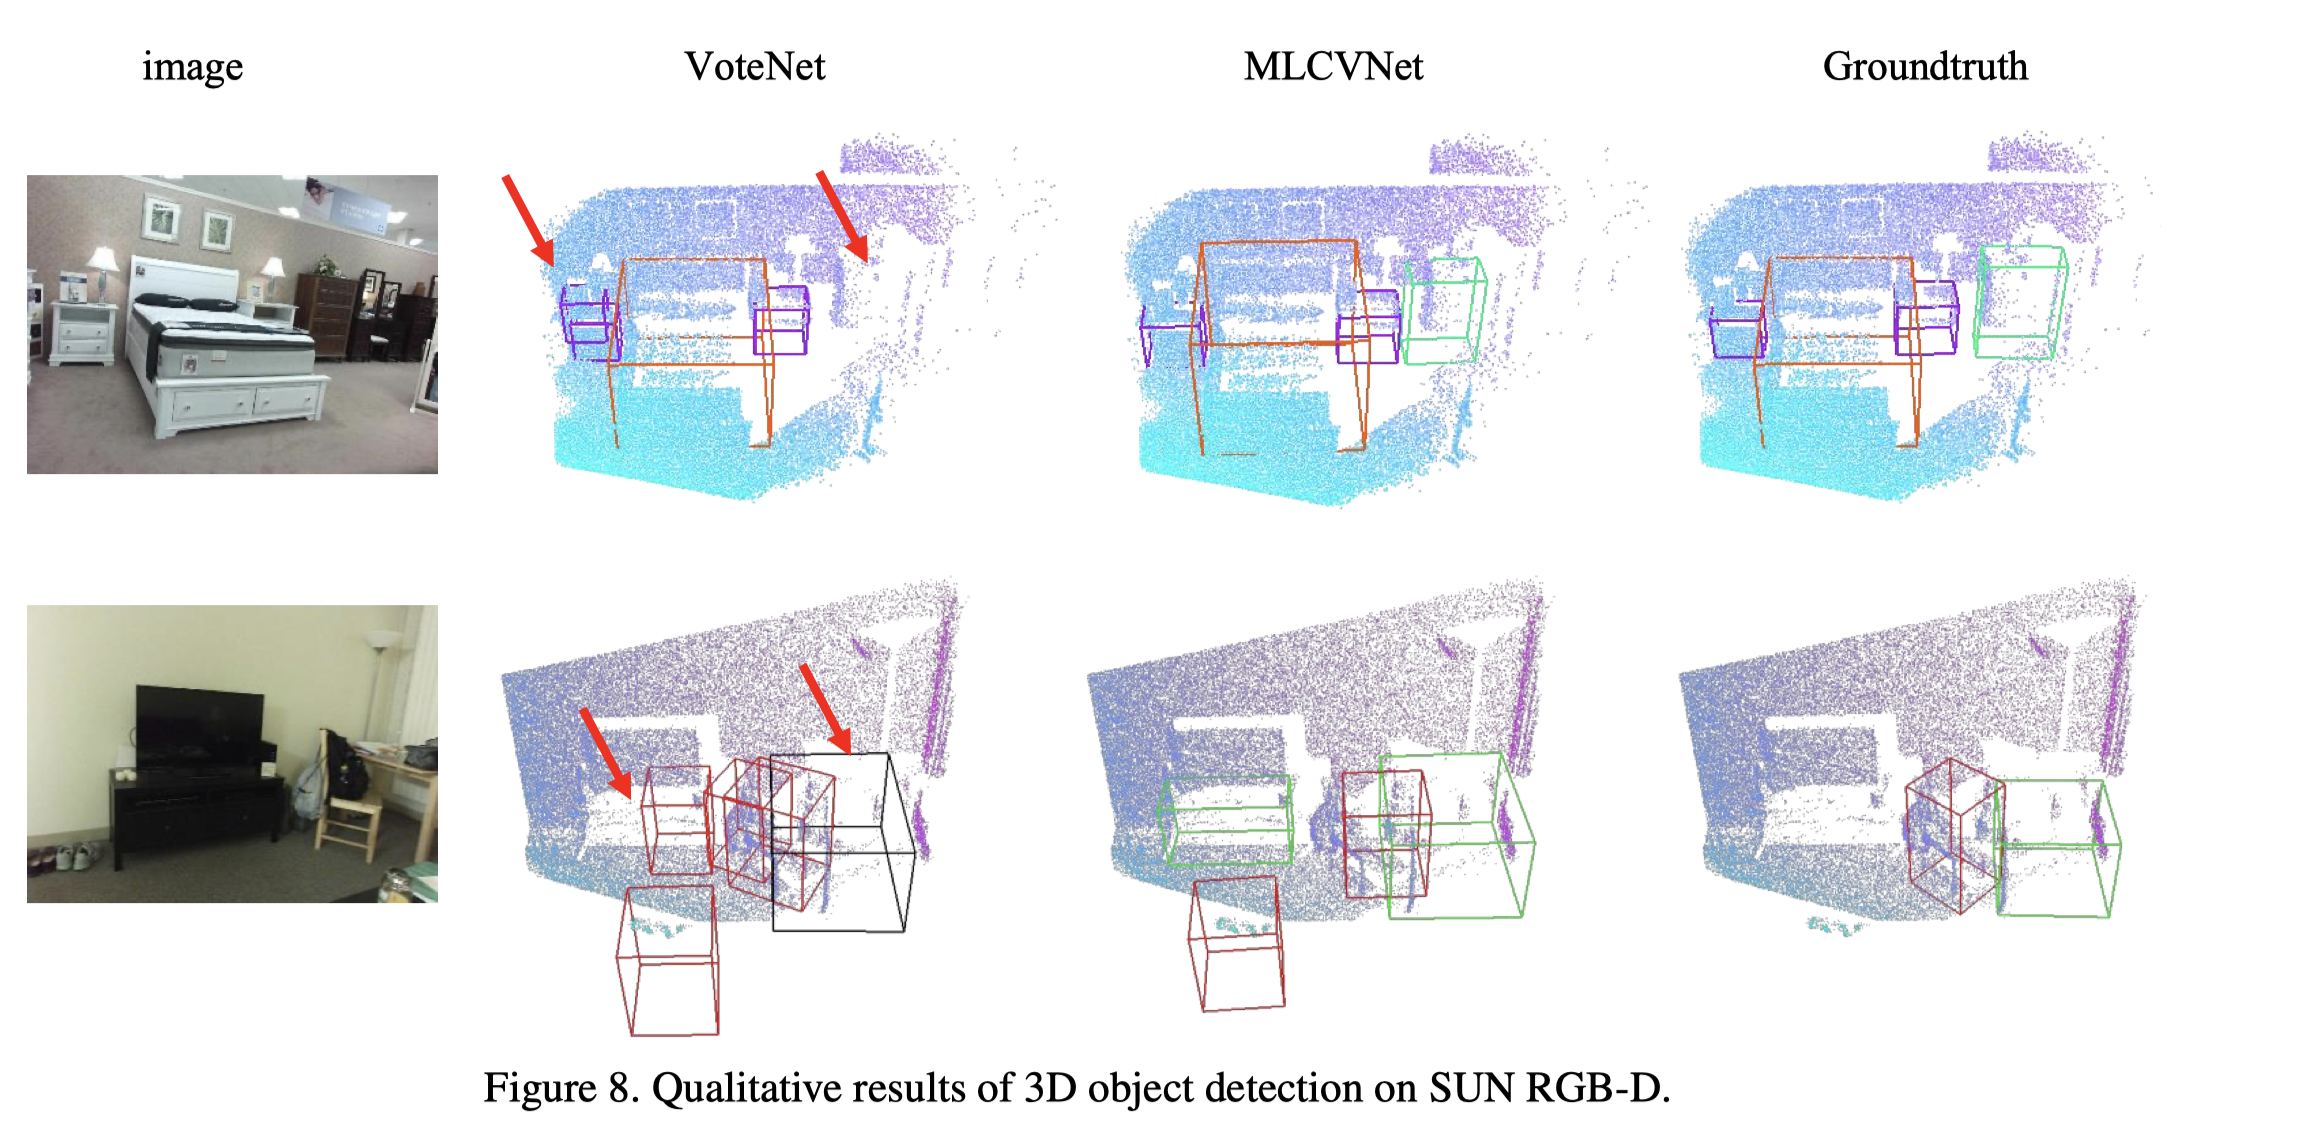 image VoteNet MLCVNet Groundtruth
Figure 8. Qualitative results of 3D object detection on SUN RGB-D.